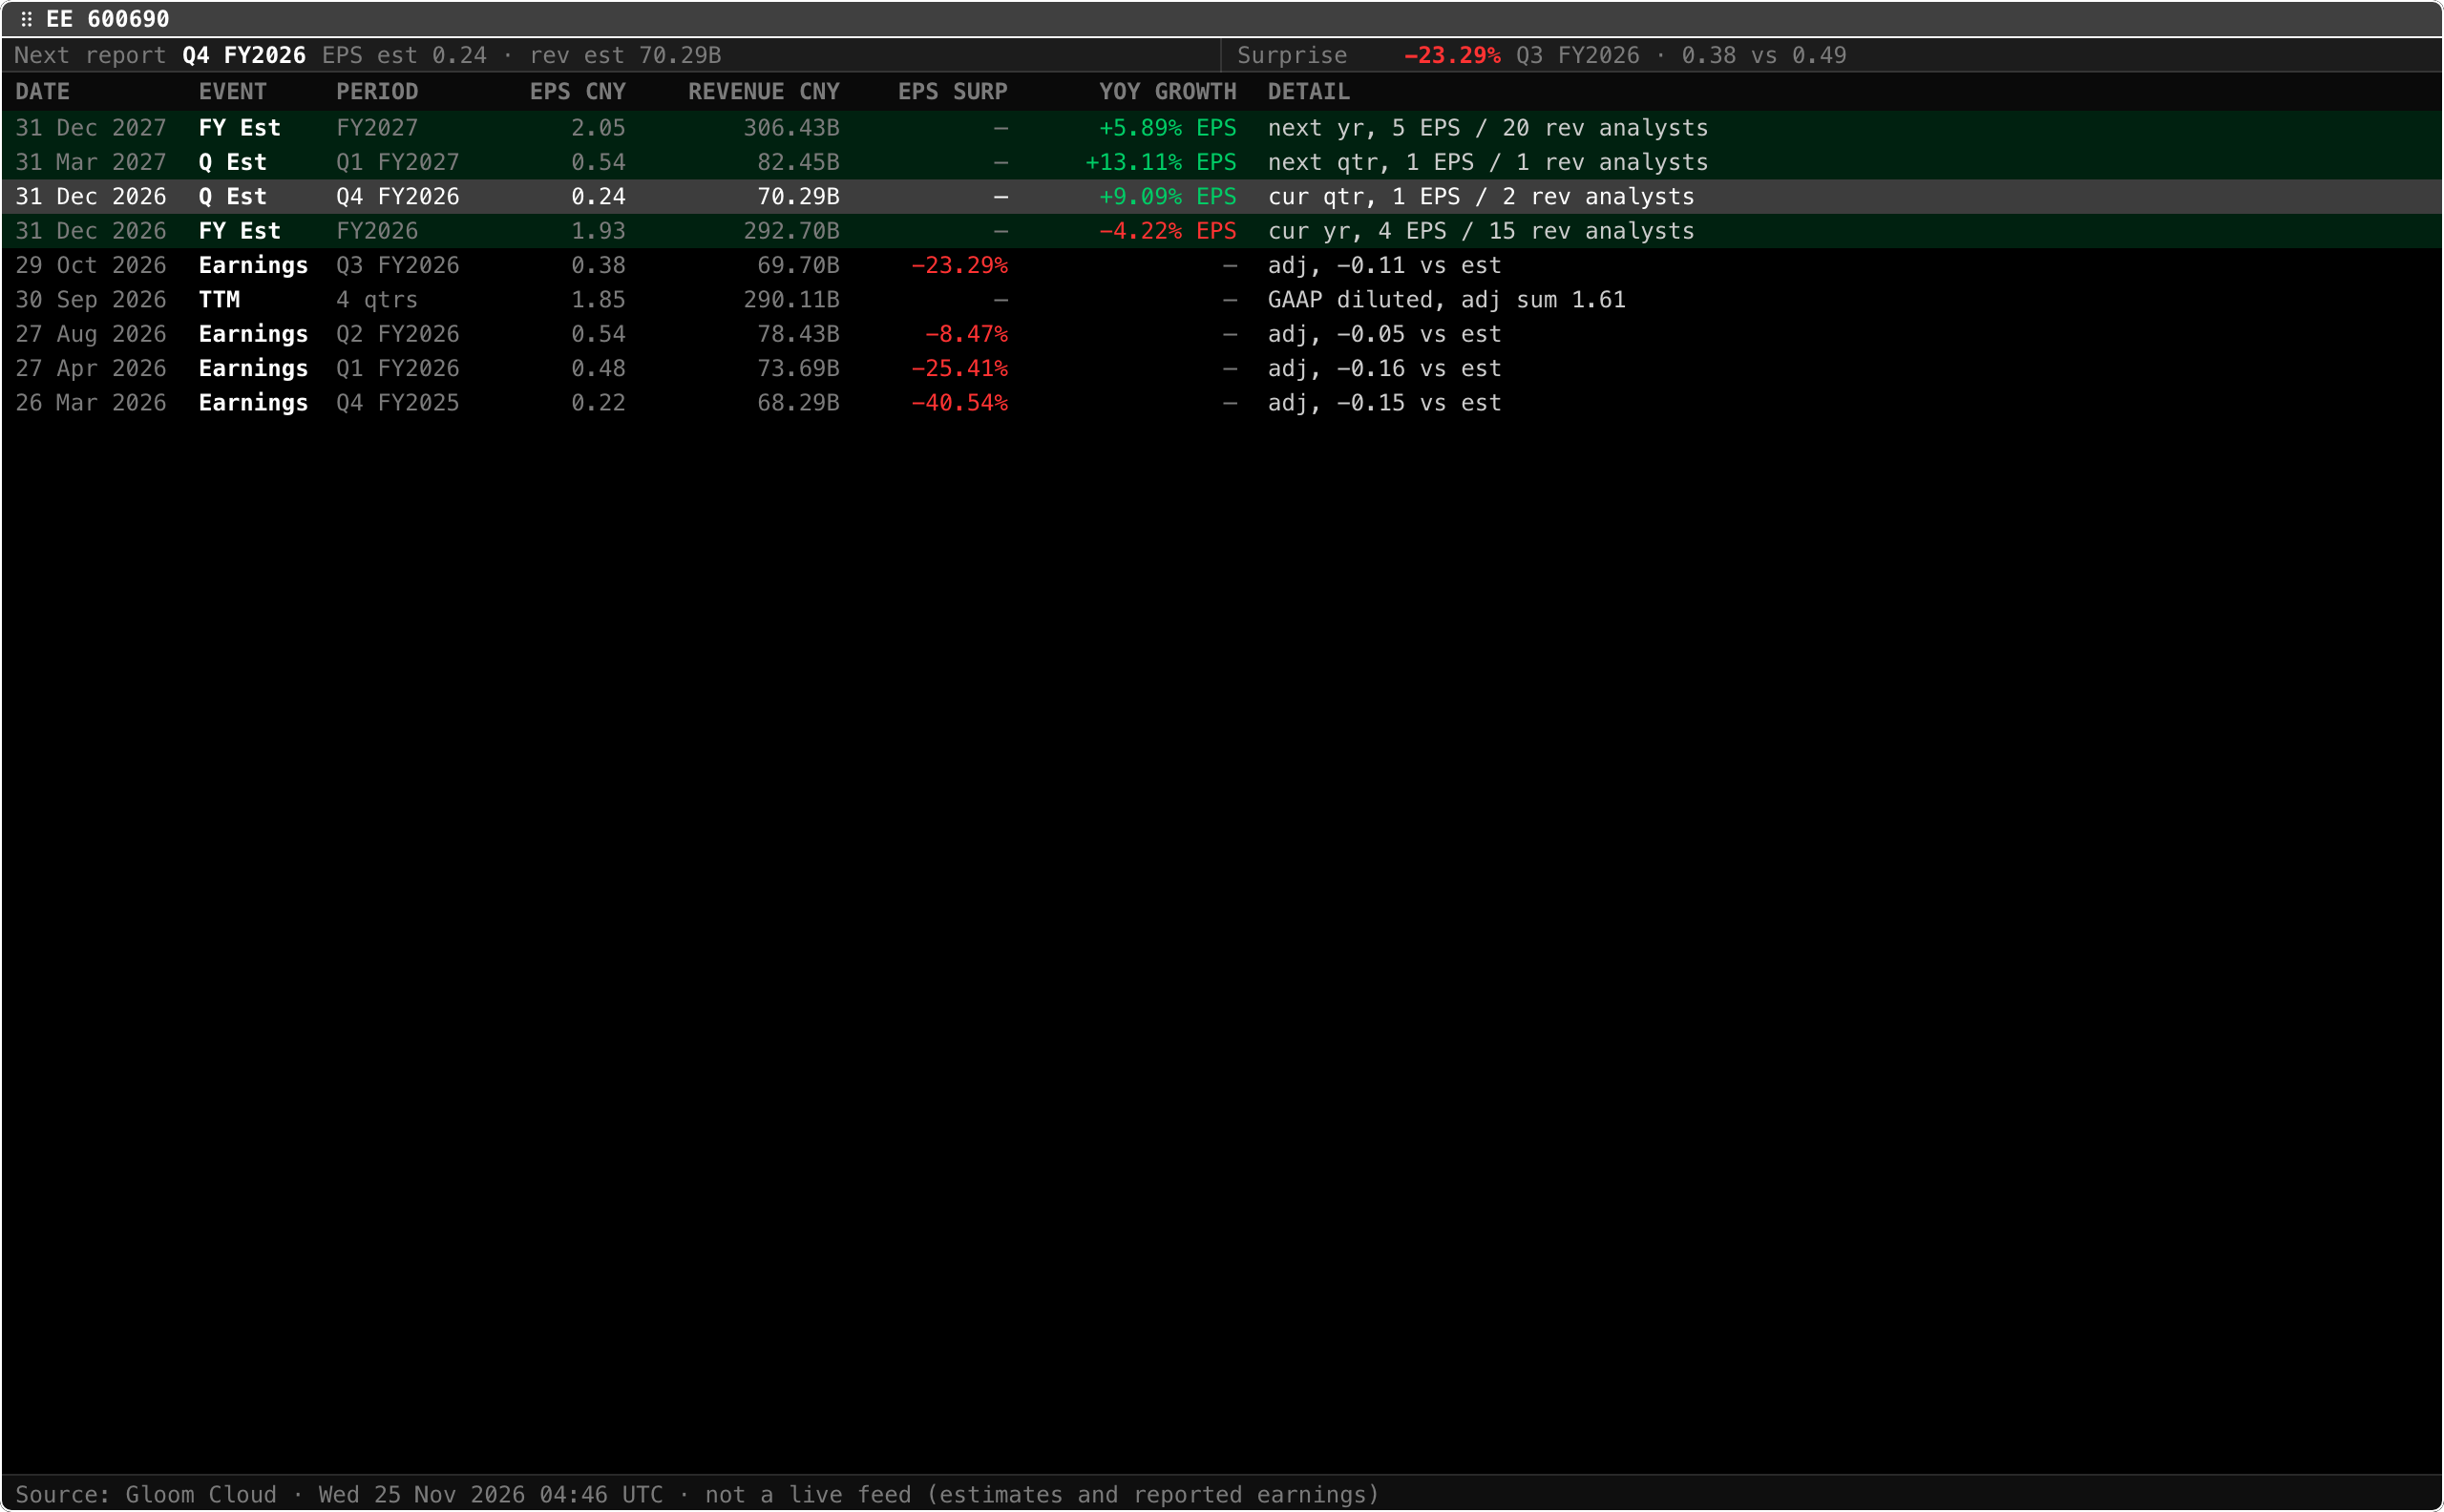 ⠿ EE 600690
Next report Q4 FY2026 EPS est 0.24 · rev est 70.29B Surprise −23.29% Q3 FY2026 · 0.38 vs 0.49
DATE EVENT PERIOD EPS CNY REVENUE CNY EPS SURP YOY GROWTH DETAIL
31 Dec 2027 FY Est FY2027 2.05 306.43B — +5.89% EPS next yr, 5 EPS / 20 rev analysts
31 Mar 2027 Q Est Q1 FY2027 0.54 82.45B — +13.11% EPS next qtr, 1 EPS / 1 rev analysts
31 Dec 2026 Q Est Q4 FY2026 0.24 70.29B — +9.09% EPS cur qtr, 1 EPS / 2 rev analysts
31 Dec 2026 FY Est FY2026 1.93 292.70B — −4.22% EPS cur yr, 4 EPS / 15 rev analysts
29 Oct 2026 Earnings Q3 FY2026 0.38 69.70B −23.29% — adj, −0.11 vs est
30 Sep 2026 TTM 4 qtrs 1.85 290.11B — — GAAP diluted, adj sum 1.61
27 Aug 2026 Earnings Q2 FY2026 0.54 78.43B −8.47% — adj, −0.05 vs est
27 Apr 2026 Earnings Q1 FY2026 0.48 73.69B −25.41% — adj, −0.16 vs est
26 Mar 2026 Earnings Q4 FY2025 0.22 68.29B −40.54% — adj, −0.15 vs est
Source: Gloom Cloud · Wed 25 Nov 2026 04:46 UTC · not a live feed (estimates and reported earnings)